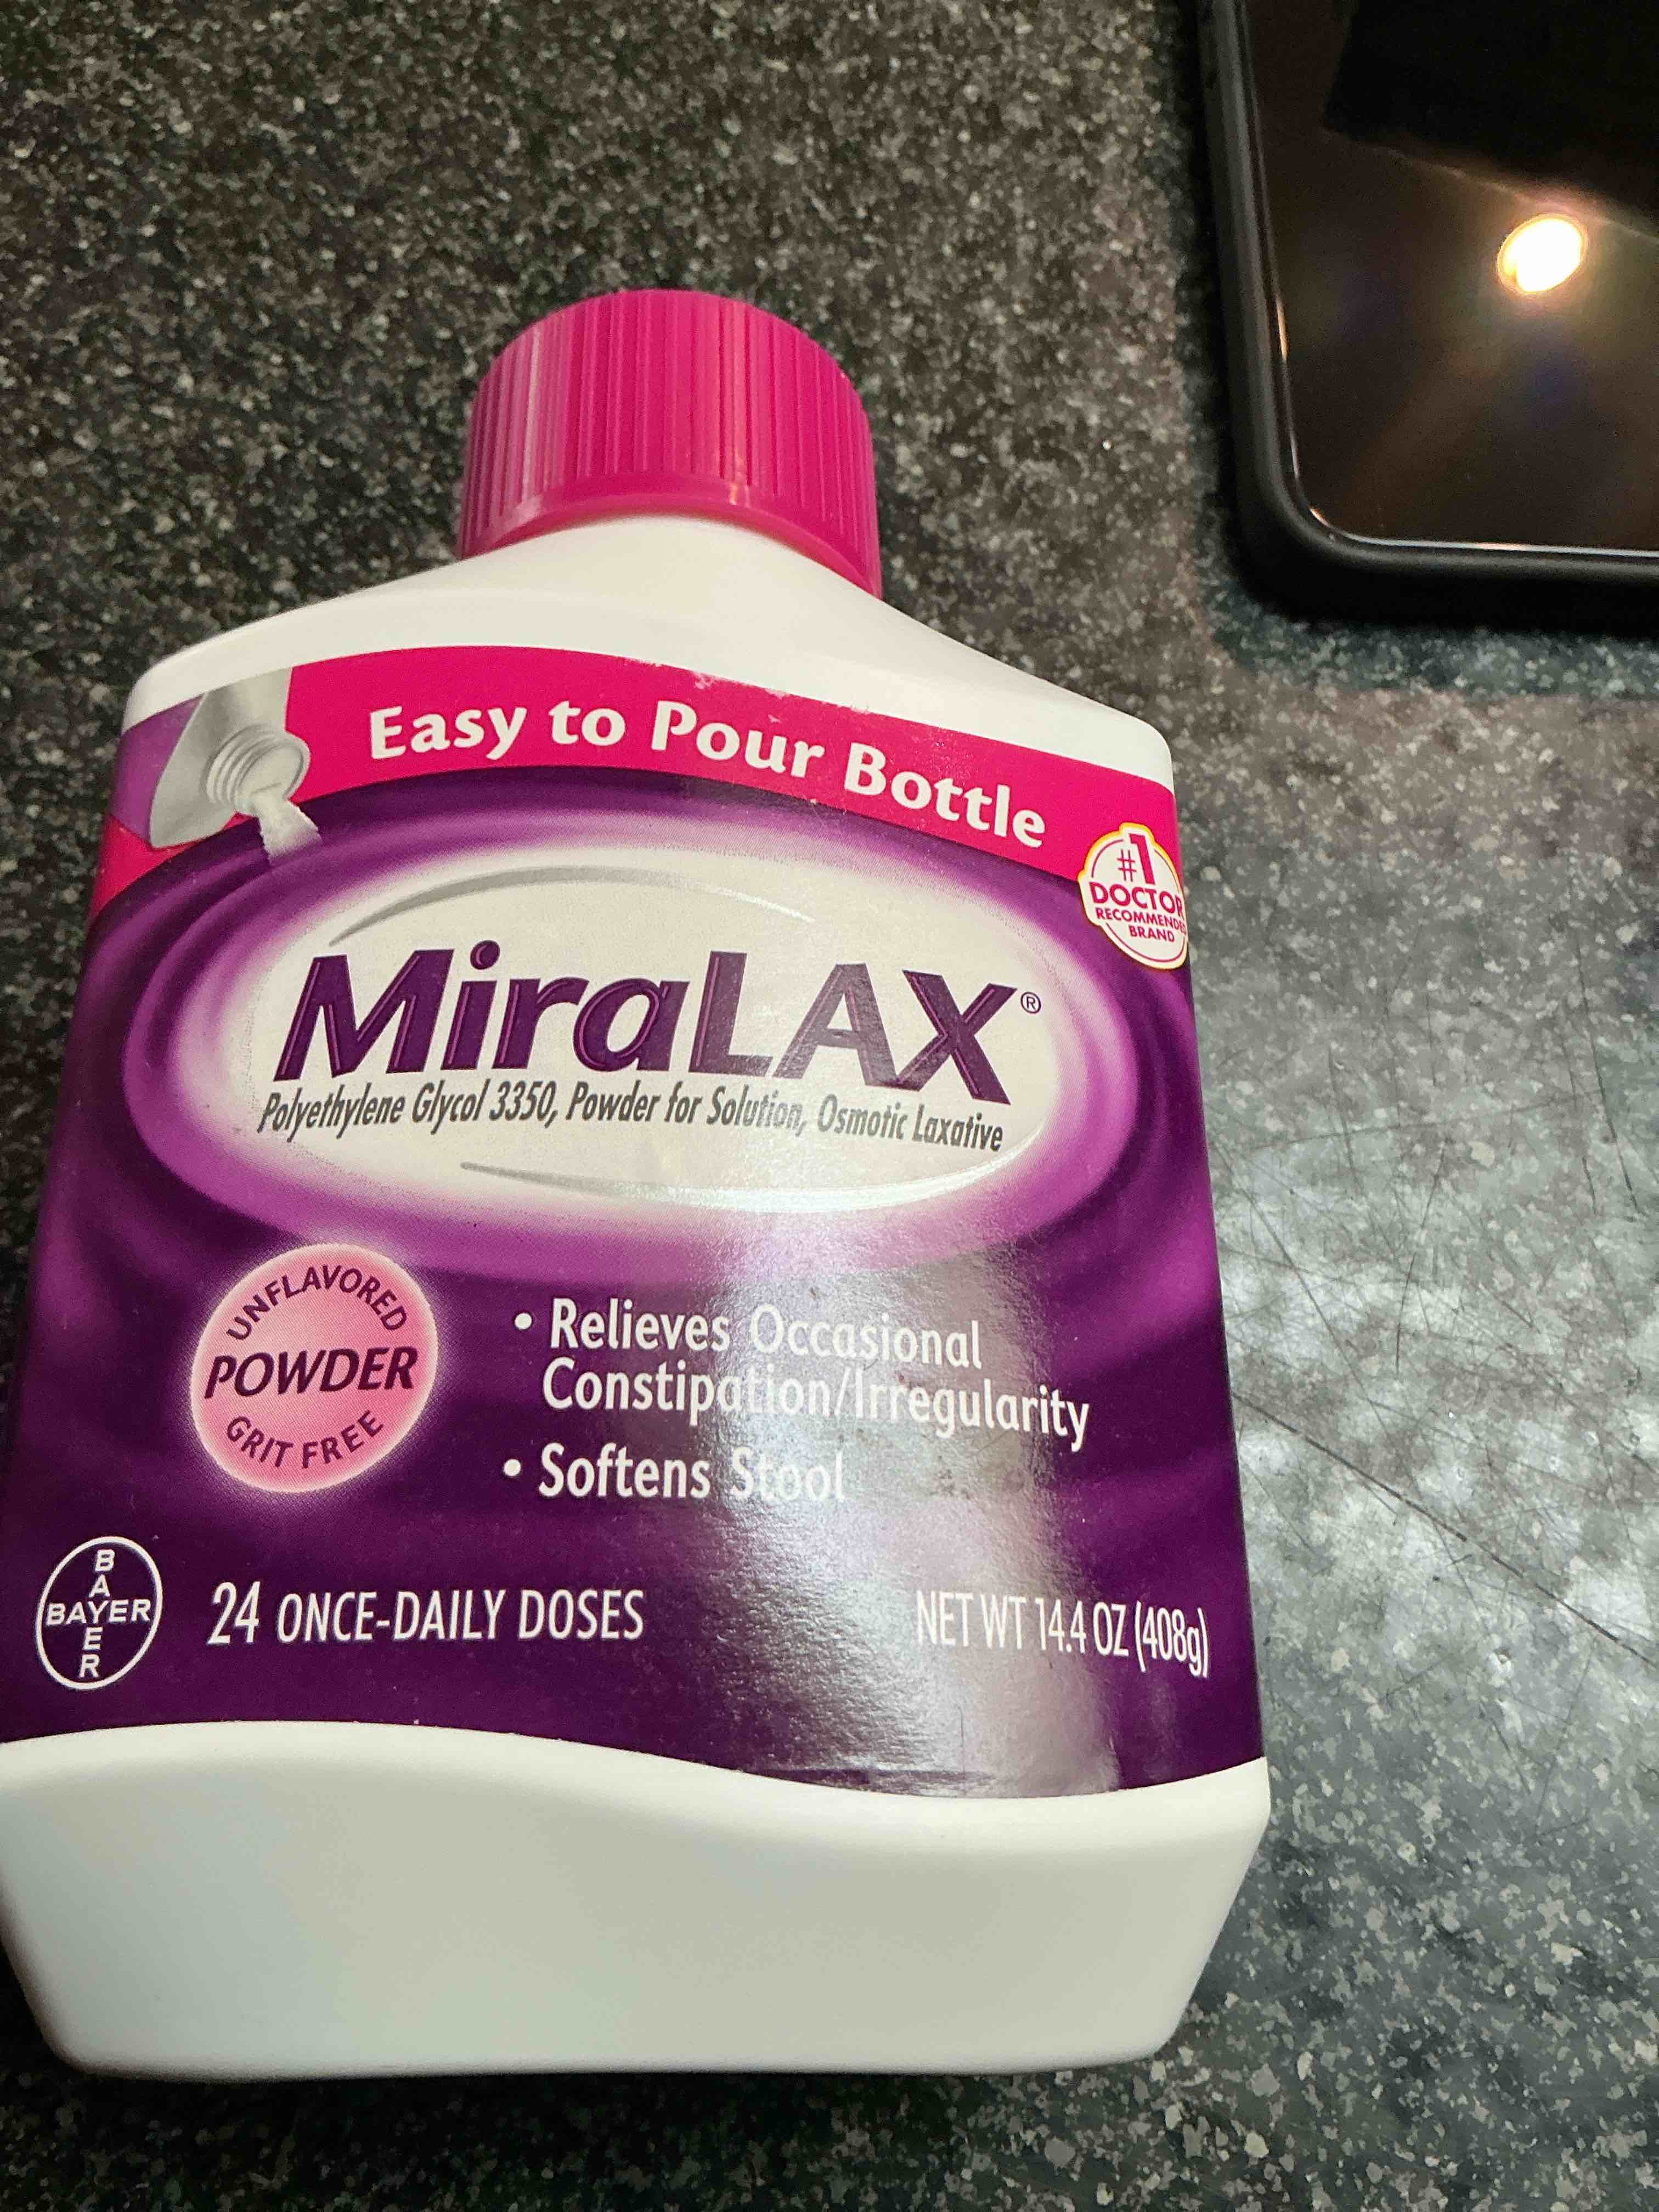 Easy to Pour Bottle
#1
DOCTOR
RECOMMENDED
BRAND
MiraLAX®
Polyethylene Glycol 3350, Powder for Solution, Osmotic Laxative
UNFLAVORED
POWDER
GRIT FREE
• Relieves Occasional
Constipation/Irregularity
• Softens Stool
BAYER
BAYER
24 ONCE-DAILY DOSES
NET WT 14.4 OZ (408g)